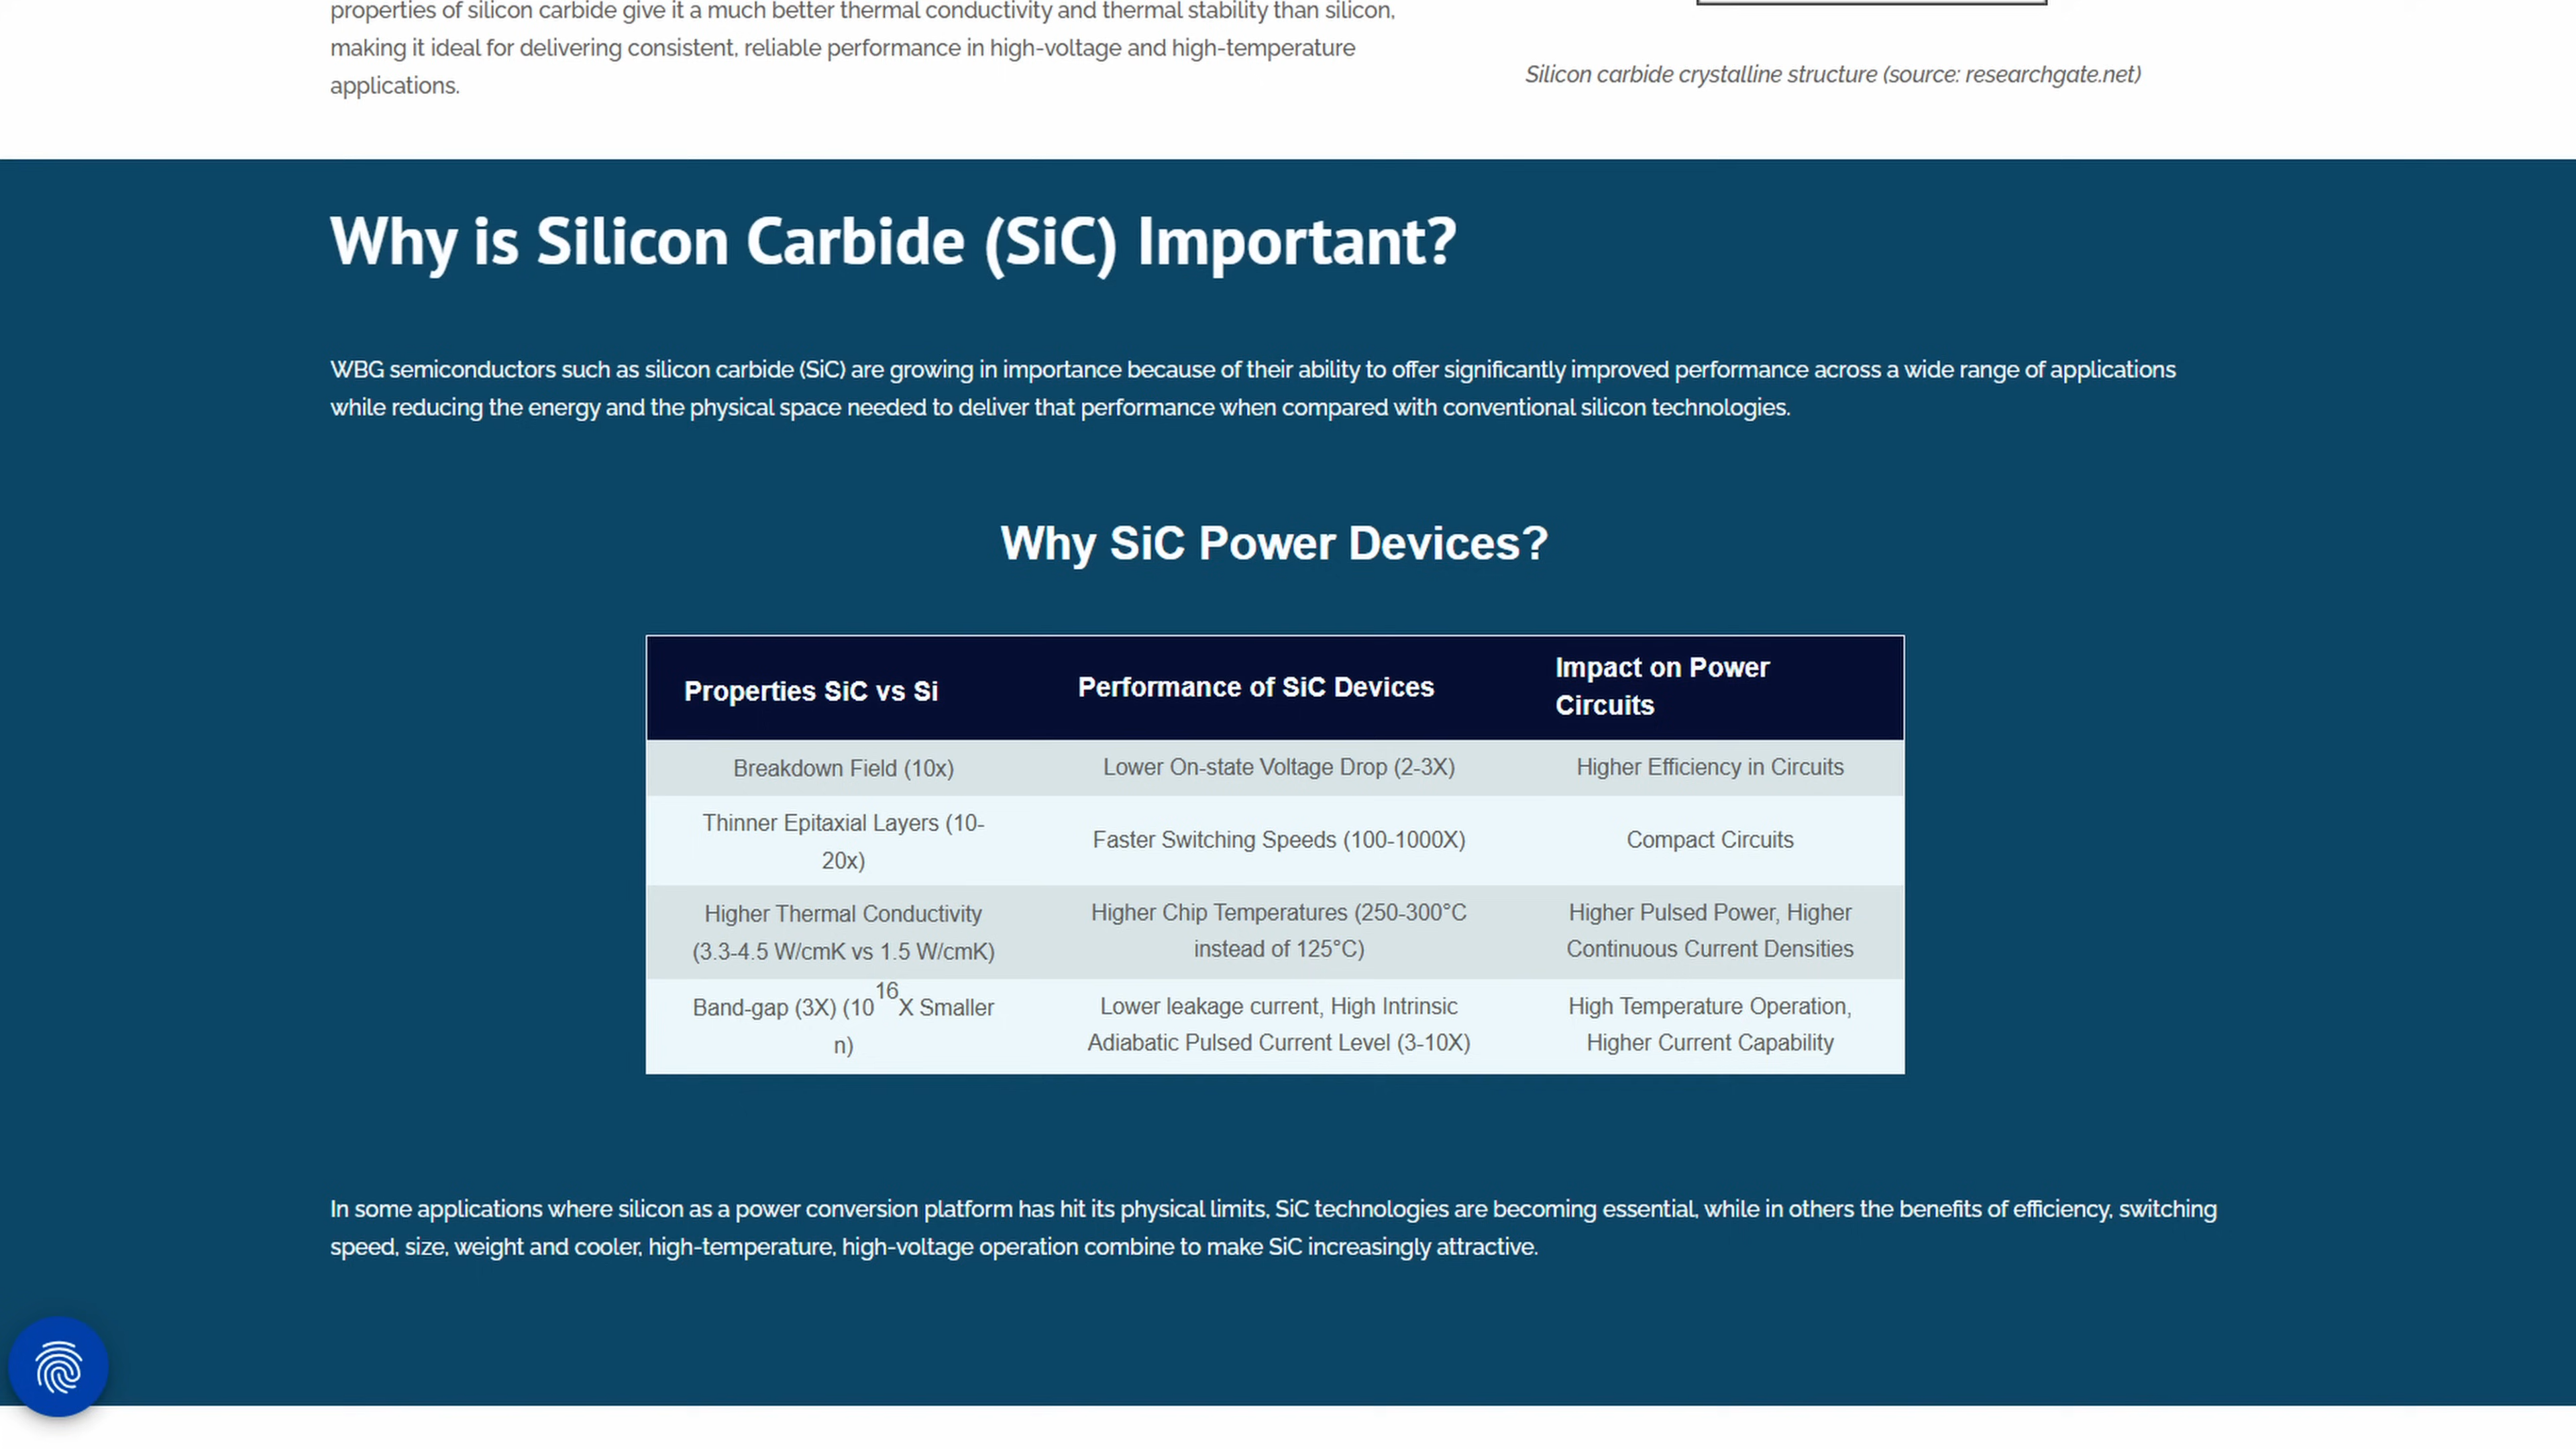 properties of silicon carbide give it a much better thermal conductivity and thermal stability than silicon,
making it ideal for delivering consistent, reliable performance in high-voltage and high-temperature
applications.
Silicon carbide crystalline structure (source: researchgate.net)
Why is Silicon Carbide (SiC) Important?
WBG semiconductors such as silicon carbide (SiC) are growing in importance because of their ability to offer significantly improved performance across a wide range of applications
while reducing the energy and the physical space needed to deliver that performance when compared with conventional silicon technologies.
Why SiC Power Devices?
Properties SiC vs Si
Performance of SiC Devices
Impact on Power
Circuits
Breakdown Field (10x)
Lower On-state Voltage Drop (2-3X)
Higher Efficiency in Circuits
Thinner Epitaxial Layers (10-
20x)
Faster Switching Speeds (100-1000X)
Compact Circuits
Higher Thermal Conductivity
(3.3-4.5 W/cmK vs 1.5 W/cmK)
Higher Chip Temperatures (250-300°C
instead of 125°C)
Higher Pulsed Power, Higher
Continuous Current Densities
Band-gap (3X) (10¹⁶X Smaller
n)
Lower leakage current, High Intrinsic
Adiabatic Pulsed Current Level (3-10X)
High Temperature Operation,
Higher Current Capability
In some applications where silicon as a power conversion platform has hit its physical limits, SiC technologies are becoming essential, while in others the benefits of efficiency, switching
speed, size, weight and cooler, high-temperature, high-voltage operation combine to make SiC increasingly attractive.